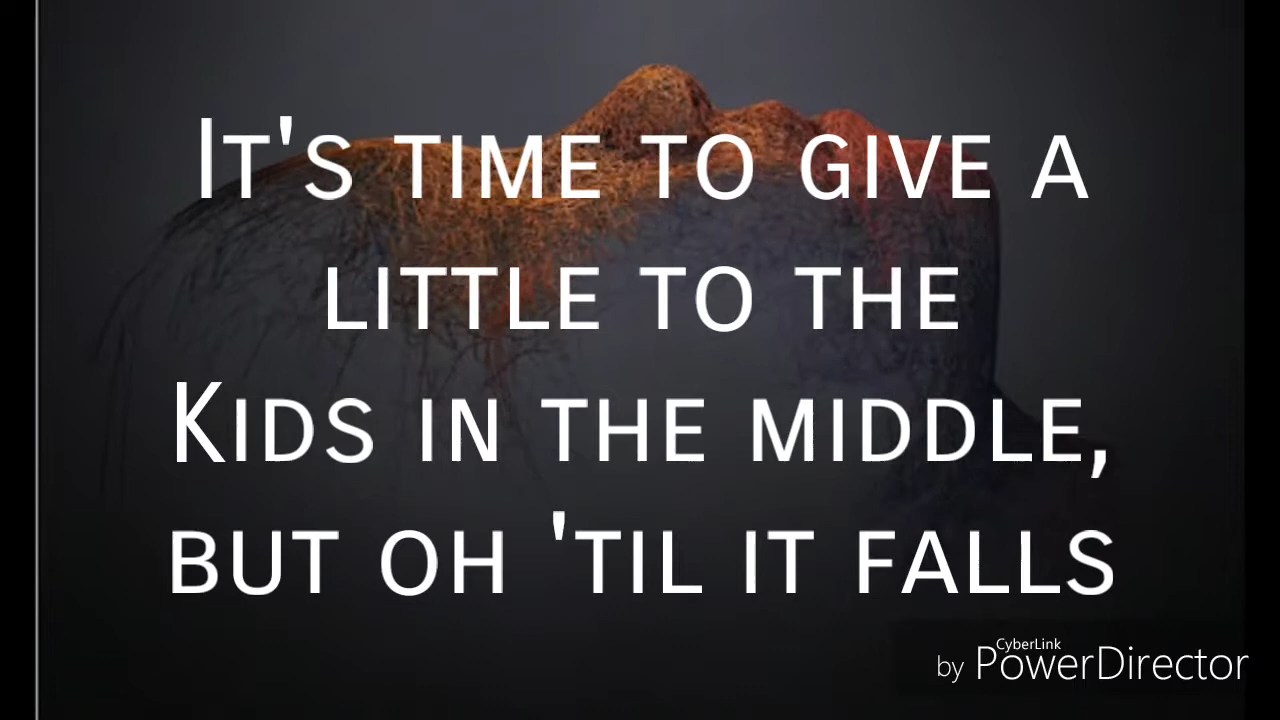 It's time to give a
little to the
Kids in the middle,
but oh 'til it falls
CyberLink
by PowerDirector